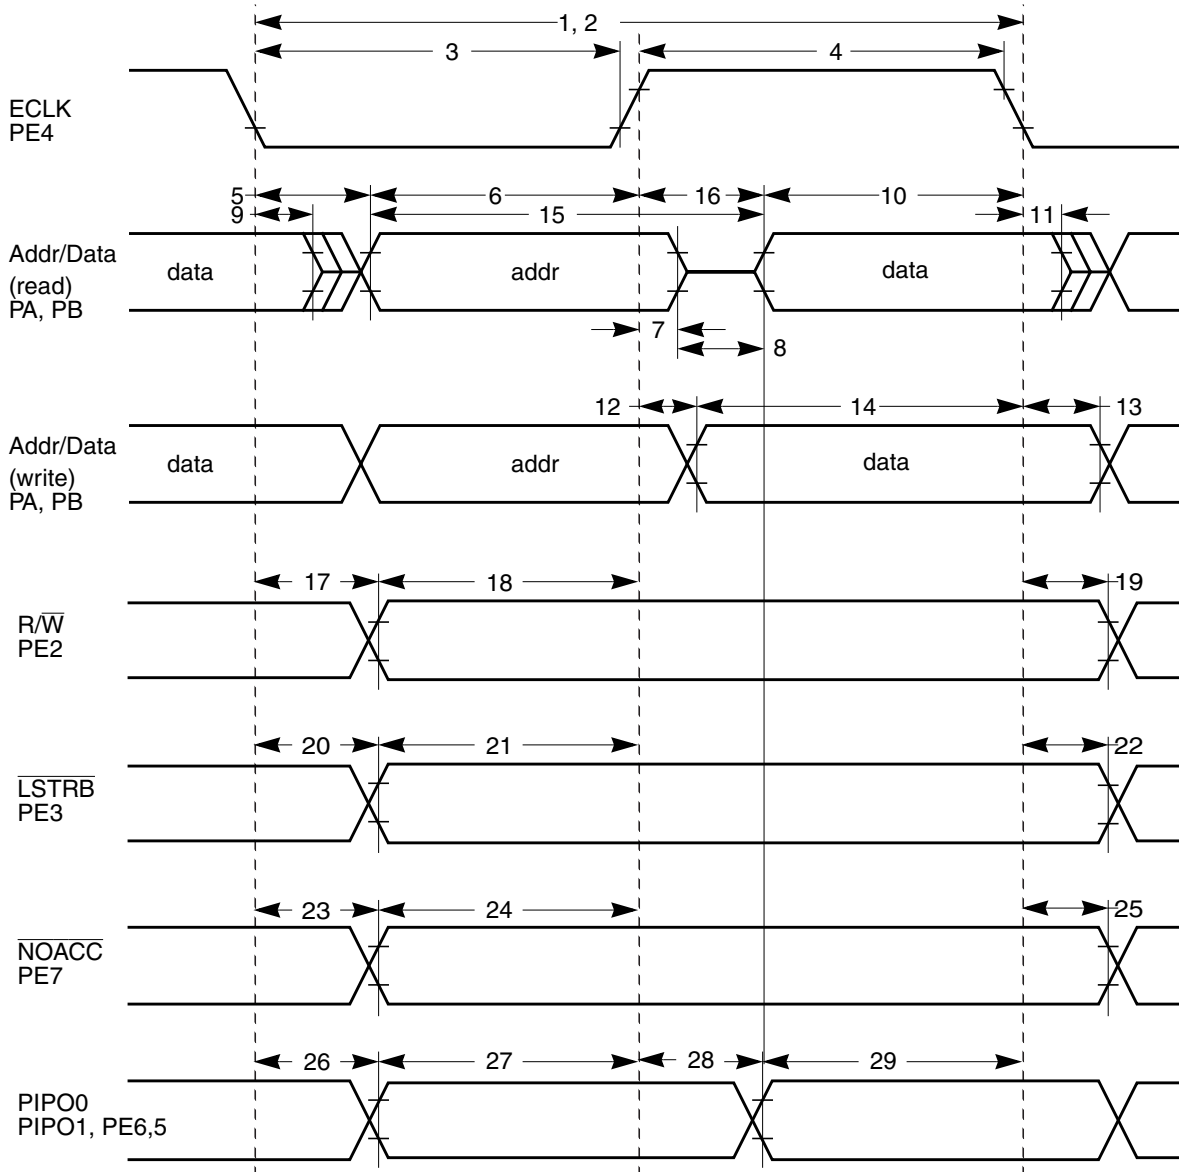 1, 2
3
4
ECLK
PE4
5
6
16
10
9
15
11
Addr/Data
(read)
PA, PB
data
addr
data
7
8
12
14
13
Addr/Data
(write)
PA, PB
data
addr
data
17
18
19
R/W̅
PE2
20
21
22
L̅S̅T̅R̅B̅
PE3
23
24
25
N̅O̅A̅C̅C̅
PE7
26
27
28
29
PIPO0
PIPO1, PE6,5